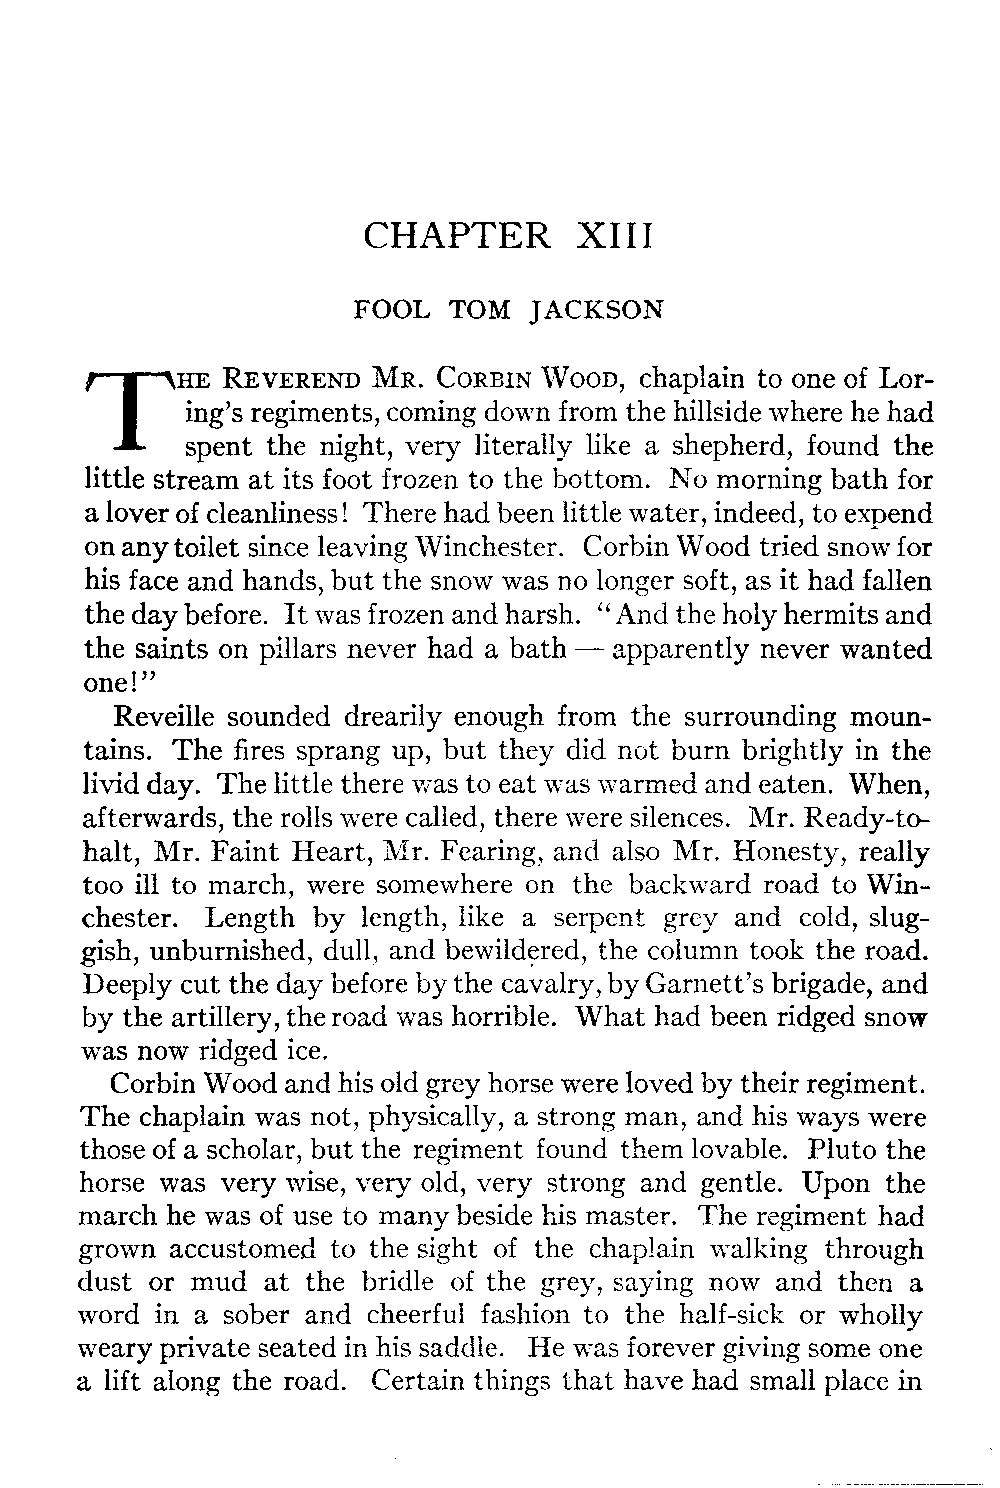 CHAPTER XIII
FOOL TOM JACKSON
THE REVEREND MR. CORBIN WOOD, chaplain to one of Lor-
ing's regiments, coming down from the hillside where he had
spent the night, very literally like a shepherd, found the
little stream at its foot frozen to the bottom. No morning bath for
a lover of cleanliness! There had been little water, indeed, to expend
on any toilet since leaving Winchester. Corbin Wood tried snow for
his face and hands, but the snow was no longer soft, as it had fallen
the day before. It was frozen and harsh. "And the holy hermits and
the saints on pillars never had a bath — apparently never wanted
one!"
Reveille sounded drearily enough from the surrounding moun-
tains. The fires sprang up, but they did not burn brightly in the
livid day. The little there was to eat was warmed and eaten. When,
afterwards, the rolls were called, there were silences. Mr. Ready-to-
halt, Mr. Faint Heart, Mr. Fearing, and also Mr. Honesty, really
too ill to march, were somewhere on the backward road to Win-
chester. Length by length, like a serpent grey and cold, slug-
gish, unburnished, dull, and bewildered, the column took the road.
Deeply cut the day before by the cavalry, by Garnett's brigade, and
by the artillery, the road was horrible. What had been ridged snow
was now ridged ice.
Corbin Wood and his old grey horse were loved by their regiment.
The chaplain was not, physically, a strong man, and his ways were
those of a scholar, but the regiment found them lovable. Pluto the
horse was very wise, very old, very strong and gentle. Upon the
march he was of use to many beside his master. The regiment had
grown accustomed to the sight of the chaplain walking through
dust or mud at the bridle of the grey, saying now and then a
word in a sober and cheerful fashion to the half-sick or wholly
weary private seated in his saddle. He was forever giving some one
a lift along the road. Certain things that have had small place in